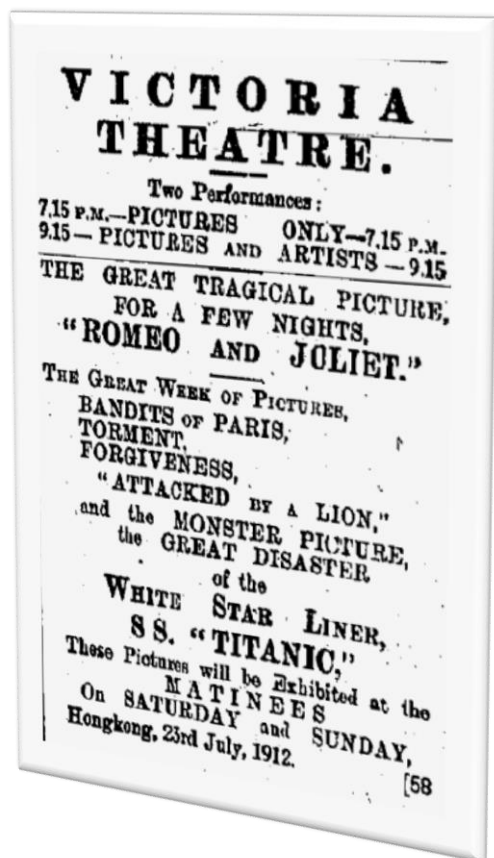 VICTORIA
THEATRE.
Two Performances:
7.15 P.M.—PICTURES ONLY—7.15 P.M.
9.15— PICTURES AND ARTISTS —9.15
THE GREAT TRAGICAL PICTURE,
FOR A FEW NIGHTS,
"ROMEO AND JOLIET."
THE GREAT WEEK OF PICTURES,
BANDITS OF PARIS,
TORMENT,
FORGIVENESS,
"ATTACKED BY A LION,"
and the MONSTER PICTURE,
the GREAT DISASTER
of the
WHITE STAR LINER,
SS. "TITANIC,"
These Pictures will be Exhibited at the
MATINEES
On SATURDAY and SUNDAY,
Hongkong, 23rd July, 1912.
[58